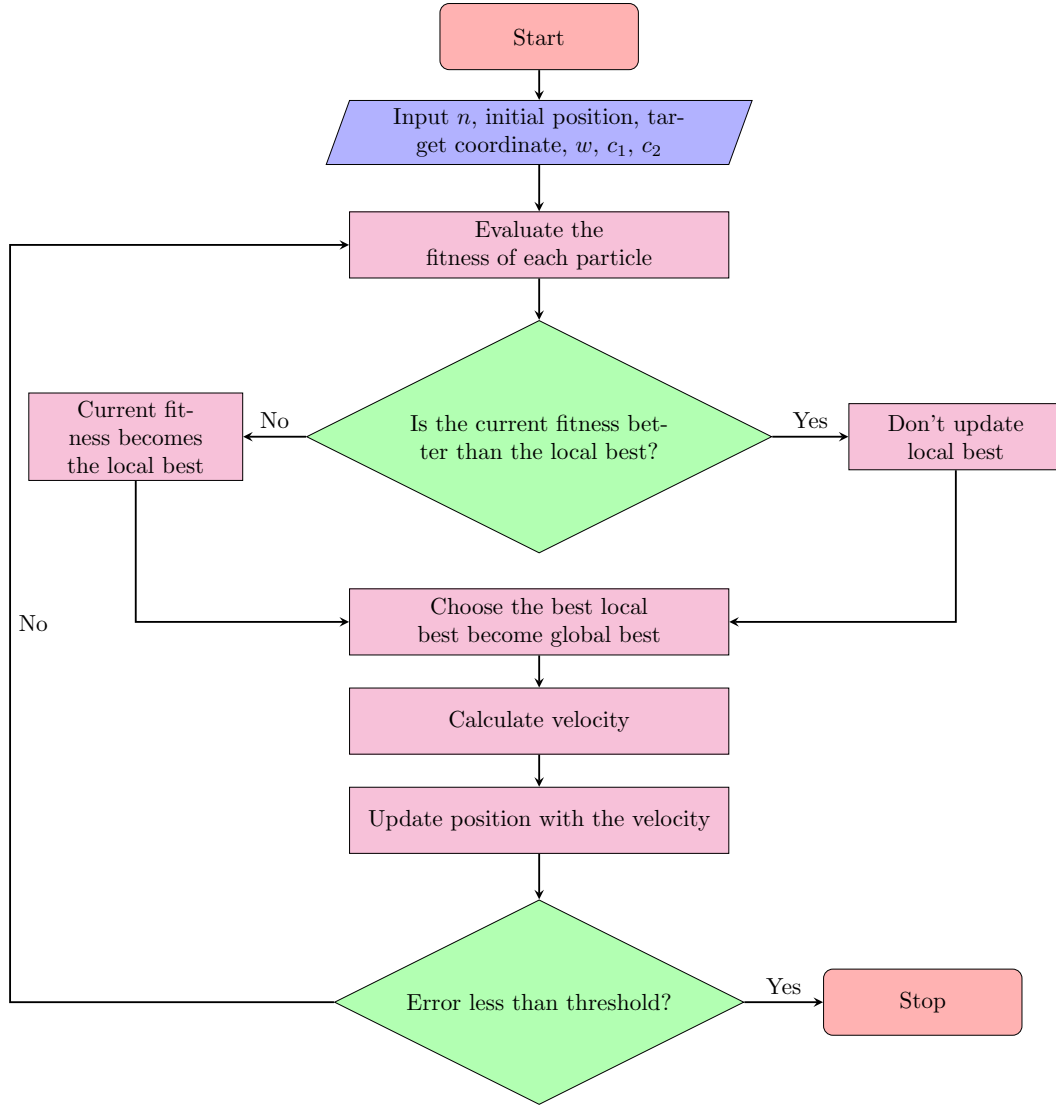 Start
Input n, initial position, tar-
get coordinate, w, c₁, c₂
Evaluate the
fitness of each particle
Is the current fitness bet-
ter than the local best?
No
Current fit-
ness becomes
the local best
Yes
Don't update
local best
Choose the best local
best become global best
No
Calculate velocity
Update position with the velocity
Error less than threshold?
Yes
Stop